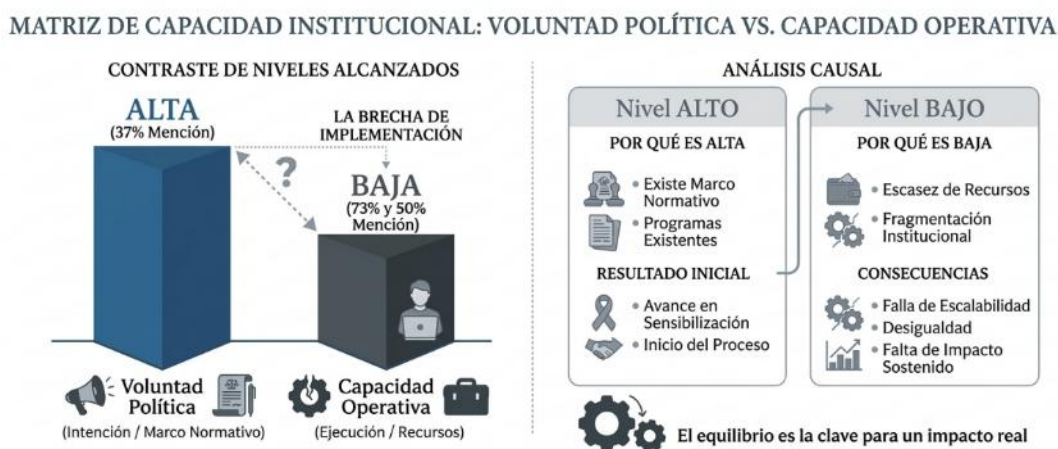 MATRIZ DE CAPACIDAD INSTITUCIONAL: VOLUNTAD POLÍTICA VS. CAPACIDAD OPERATIVA
CONTRASTE DE NIVELES ALCANZADOS
ALTA
(37% Mención)
LA BRECHA DE
IMPLEMENTACIÓN
?
BAJA
(73% y 50%
Mención)
Voluntad
Política
(Intención / Marco Normativo)
Capacidad
Operativa
(Ejecución / Recursos)
ANÁLISIS CAUSAL
Nivel ALTO
POR QUÉ ES ALTA
• Existe Marco
Normativo
• Programas
Existentes
RESULTADO INICIAL
• Avance en
Sensibilización
• Inicio del Proceso
Nivel BAJO
POR QUÉ ES BAJA
• Escasez de Recursos
• Fragmentación
Institucional
CONSECUENCIAS
• Falla de Escalabilidad
• Desigualdad
• Falta de Impacto
Sostenido
El equilibrio es la clave para un impacto real